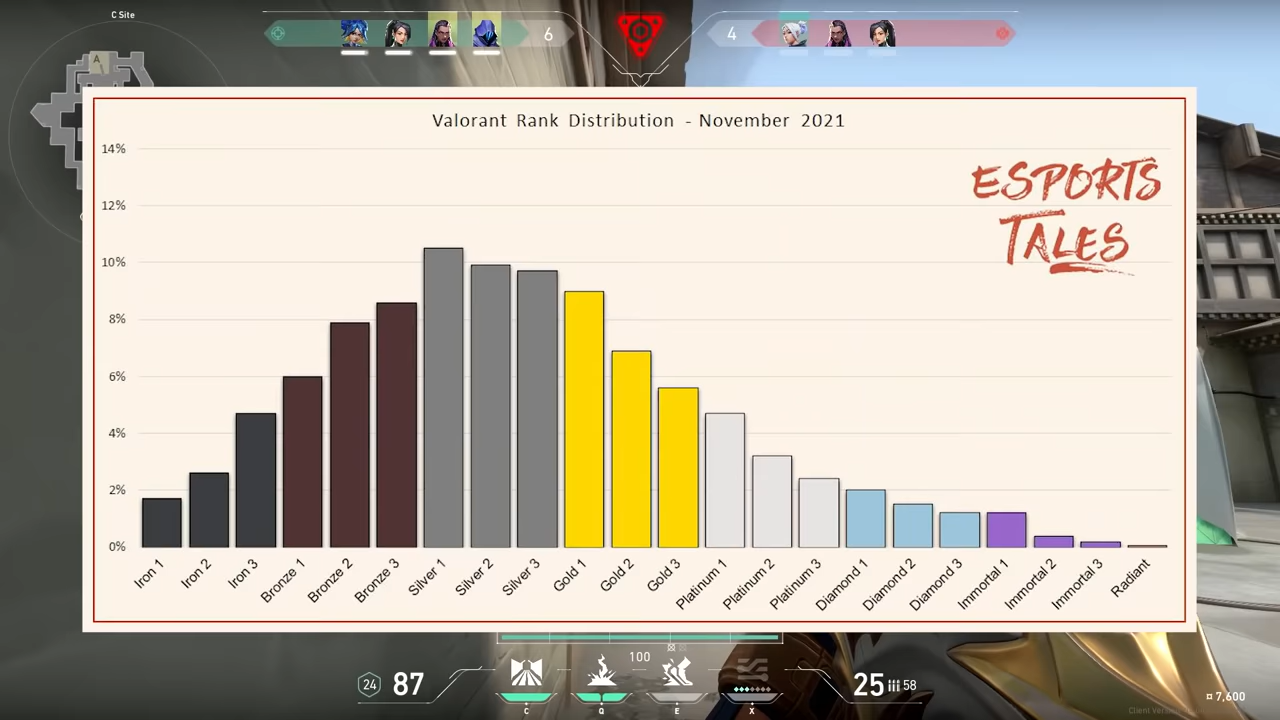 C Site
6
4
A
Valorant Rank Distribution - November 2021
14%
12%
10%
8%
6%
4%
2%
0%
ESPORTS
TALES
Iron 1
Iron 2
Iron 3
Bronze 1
Bronze 2
Bronze 3
Silver 1
Silver 2
Silver 3
Gold 1
Gold 2
Gold 3
Platinum 1
Platinum 2
Platinum 3
Diamond 1
Diamond 2
Diamond 3
Immortal 1
Immortal 2
Immortal 3
Radiant
100
24 87
25 58
7,600
C Q E X